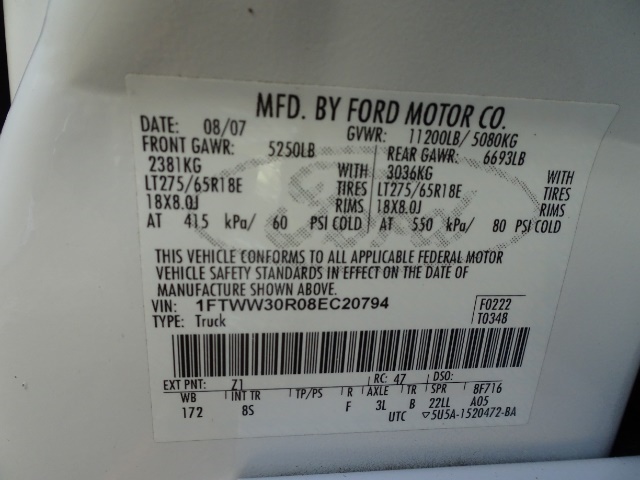 MFD. BY FORD MOTOR CO.
DATE: 08/07 GVWR: 11200LB/ 5080KG
FRONT GAWR: 5250LB REAR GAWR: 6693LB
2381KG WITH 3036KG WITH
LT275/65R18E TIRES LT275/65R18E TIRES
18X8.0J RIMS 18X8.0J RIMS
AT 415 kPa/ 60 PSI COLD AT 550 kPa/ 80 PSI COLD
THIS VEHICLE CONFORMS TO ALL APPLICABLE FEDERAL MOTOR
VEHICLE SAFETY STANDARDS IN EFFECT ON THE DATE OF
MANUFACTURE SHOWN ABOVE.
VIN: 1FTWW30R08EC20794 F0222
TYPE: Truck T0348
EXT PNT: Z1 RC: 47 DSO:
WB INT TR TP/PS R AXLE TR SPR BF716
172 8S F 3L B 22LL A05
UTC ▽5U5A-1520472-BA